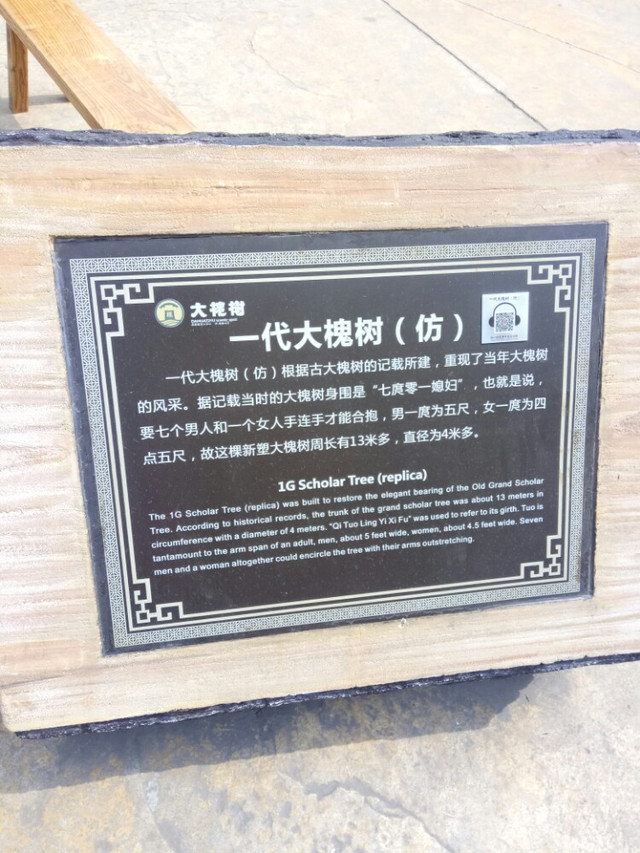 大槐树
一代大槐树（仿）
一代大槐树（仿）根据古大槐树的记载所建，重现了当年大槐树
的风采。据记载当时的大槐树身围是“七庹零一媳妇”，也就是说，
要七个男人和一个女人手连手才能合抱，男一庹为五尺，女一庹为四
点五尺，故这棵新塑大槐树周长有13米多，直径为4米多。
1G Scholar Tree (replica)
The 1G Scholar Tree (replica) was built to restore the elegant bearing of the Old Grand Scholar
Tree. According to historical records, the trunk of the grand scholar tree was about 13 meters in
circumference with a diameter of 4 meters. "Qi Tuo Ling Yi Xi Fu" was used to refer to its girth. Tuo is
tantamount to the arm span of an adult, men, about 5 feet wide, women, about 4.5 feet wide. Seven
men and a woman altogether could encircle the tree with their arms outstretching.